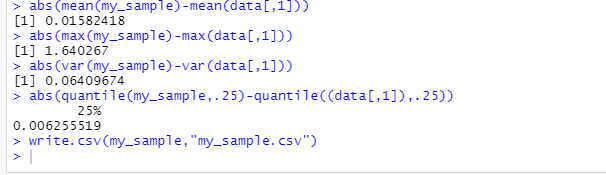 > abs(mean(my_sample)-mean(data[,1]))
[1] 0.01582418
> abs(max(my_sample)-max(data[,1]))
[1] 1.640267
> abs(var(my_sample)-var(data[,1]))
[1] 0.06409674
> abs(quantile(my_sample,.25)-quantile((data[,1]),.25))
        25%
0.006255519
> write.csv(my_sample,"my_sample.csv")
>